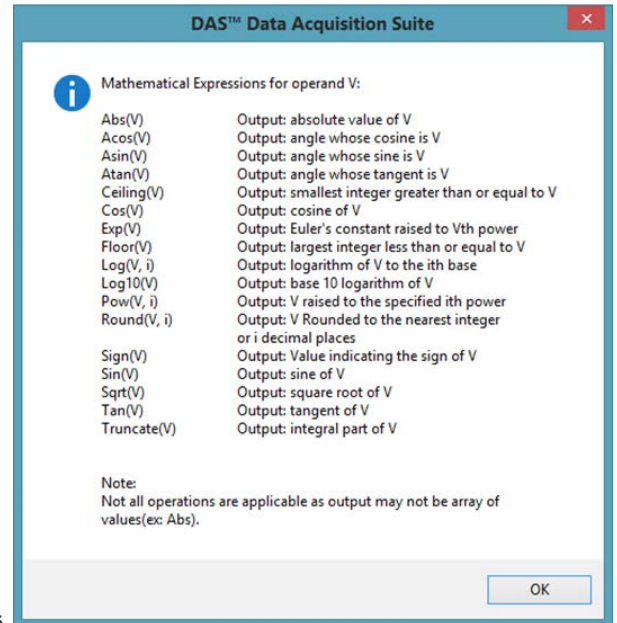 DAS™ Data Acquisition Suite
Mathematical Expressions for operand V:
Abs(V) Output: absolute value of V
Acos(V) Output: angle whose cosine is V
Asin(V) Output: angle whose sine is V
Atan(V) Output: angle whose tangent is V
Ceiling(V) Output: smallest integer greater than or equal to V
Cos(V) Output: cosine of V
Exp(V) Output: Euler's constant raised to Vth power
Floor(V) Output: largest integer less than or equal to V
Log(V, i) Output: logarithm of V to the ith base
Log10(V) Output: base 10 logarithm of V
Pow(V, i) Output: V raised to the specified ith power
Round(V, i) Output: V Rounded to the nearest integer
or i decimal places
Sign(V) Output: Value indicating the sign of V
Sin(V) Output: sine of V
Sqrt(V) Output: square root of V
Tan(V) Output: tangent of V
Truncate(V) Output: integral part of V
Note:
Not all operations are applicable as output may not be array of
values(ex: Abs).
OK